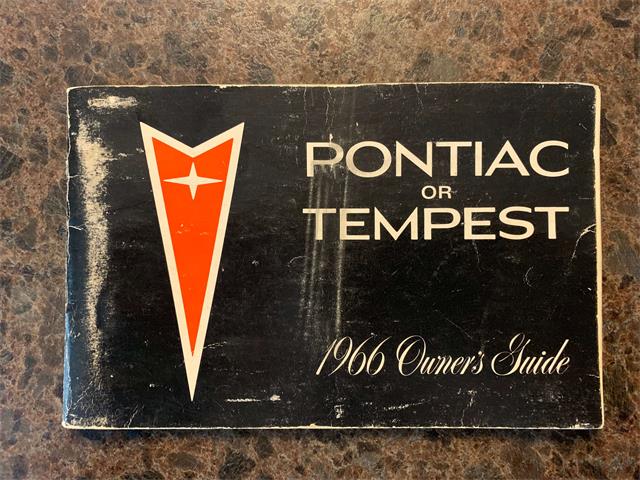 PONTIAC
OR
TEMPEST
1966 Owner's Guide